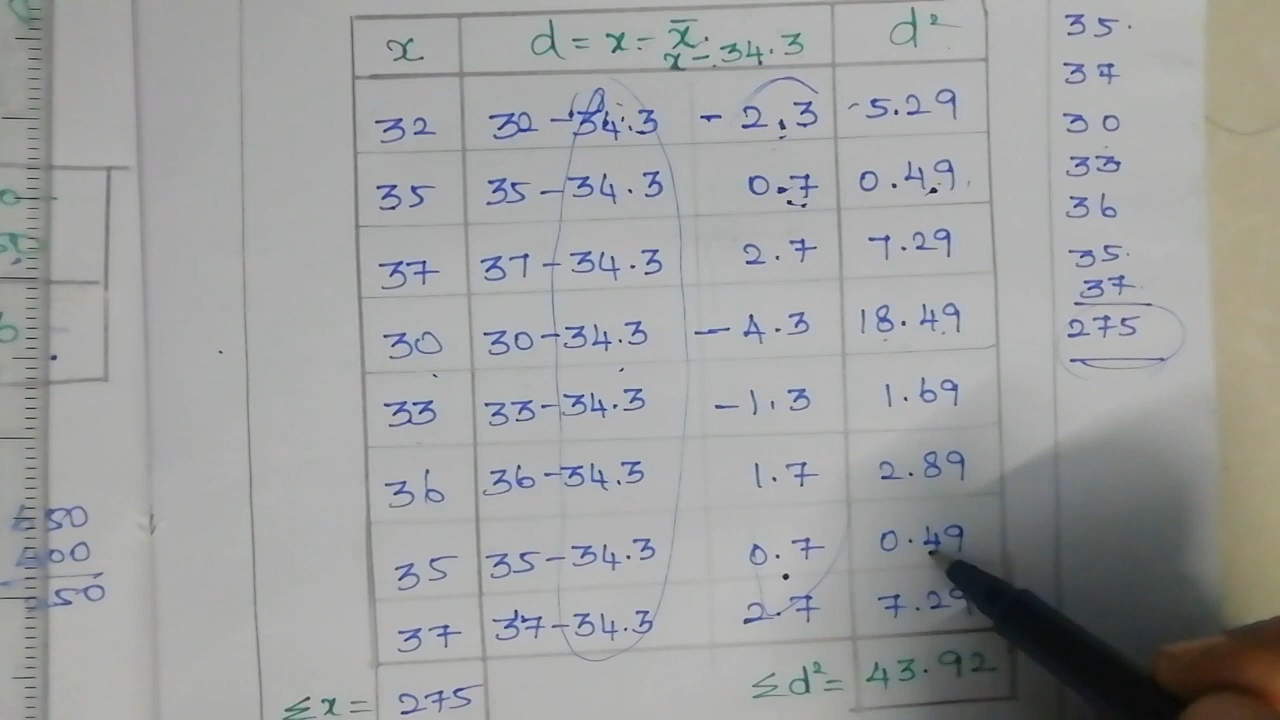 x d = x - x̄ d²
x - 34.3
32 32 - 34.3 - 2.3 - 5.29
35 35 - 34.3 0.7 0.49
37 37 - 34.3 2.7 7.29
30 30 - 34.3 - 4.3 18.49
33 33 - 34.3 - 1.3 1.69
36 36 - 34.3 1.7 2.89
35 35 - 34.3 0.7 0.49
37 37 - 34.3 2.7 7.29
Σx = 275 Σd² = 43.92
35.
37
30
33
36
35.
37
275
50
00
50